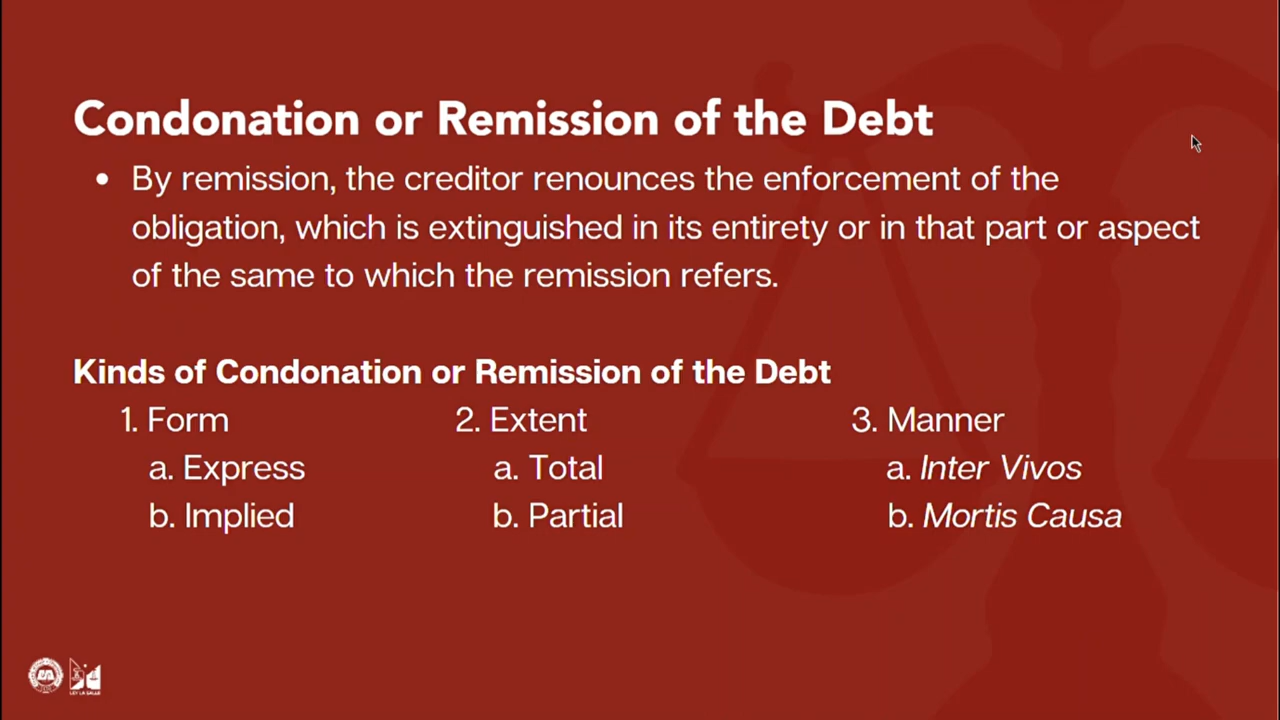 Condonation or Remission of the Debt
• By remission, the creditor renounces the enforcement of the
obligation, which is extinguished in its entirety or in that part or aspect
of the same to which the remission refers.
Kinds of Condonation or Remission of the Debt
1. Form
a. Express
b. Implied
2. Extent
a. Total
b. Partial
3. Manner
a. Inter Vivos
b. Mortis Causa
LEY LA SALLE